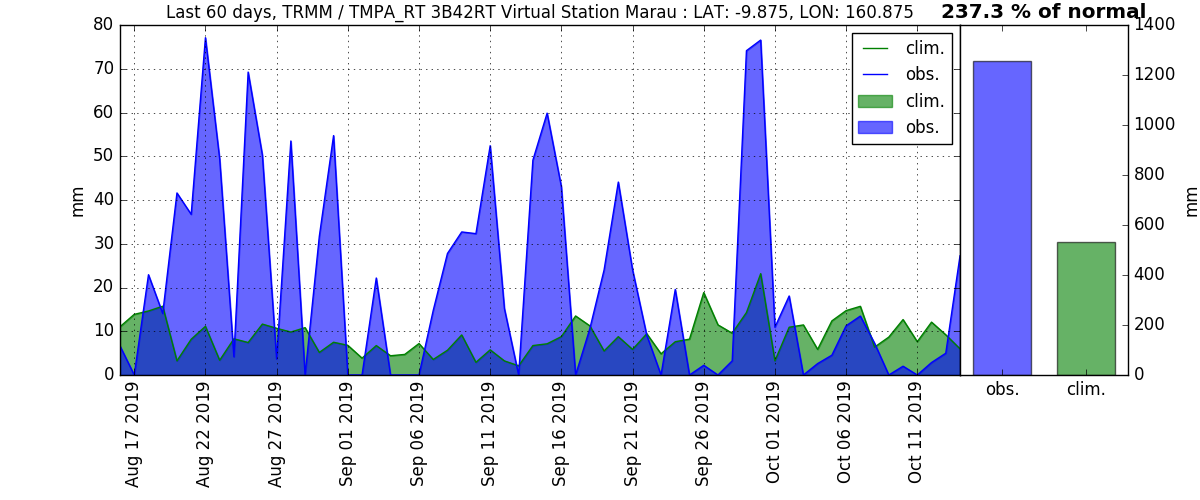 Last 60 days, TRMM / TMPA_RT 3B42RT Virtual Station Marau : LAT: -9.875, LON: 160.875
237.3 % of normal
80
70
60
50
40
30
20
10
0
mm
clim.
obs.
clim.
obs.
1400
1200
1000
800
600
400
200
0
mm
obs.
clim.
Aug 17 2019
Aug 22 2019
Aug 27 2019
Sep 01 2019
Sep 06 2019
Sep 11 2019
Sep 16 2019
Sep 21 2019
Sep 26 2019
Oct 01 2019
Oct 06 2019
Oct 11 2019